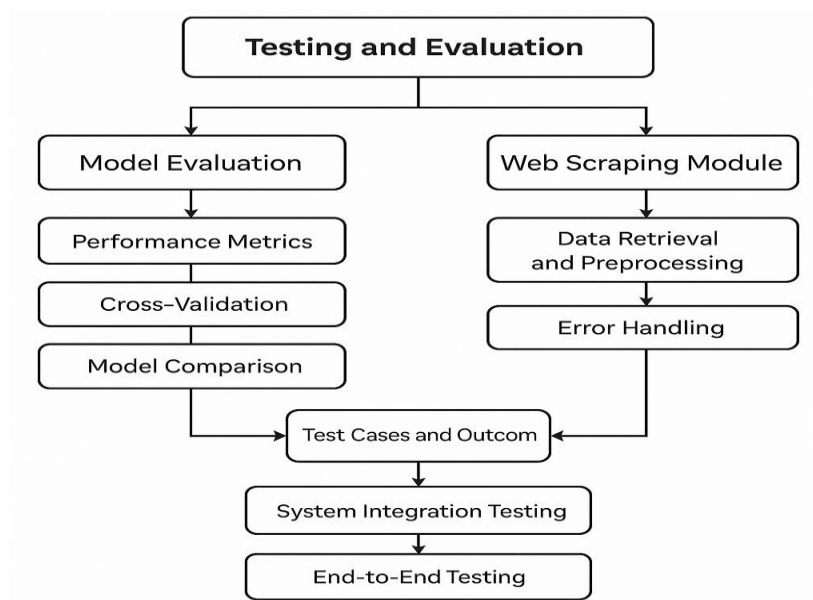 Testing and Evaluation
Model Evaluation
Performance Metrics
Cross-Validation
Model Comparison
Web Scraping Module
Data Retrieval
and Preprocessing
Error Handling
Test Cases and Outcom
System Integration Testing
End-to-End Testing